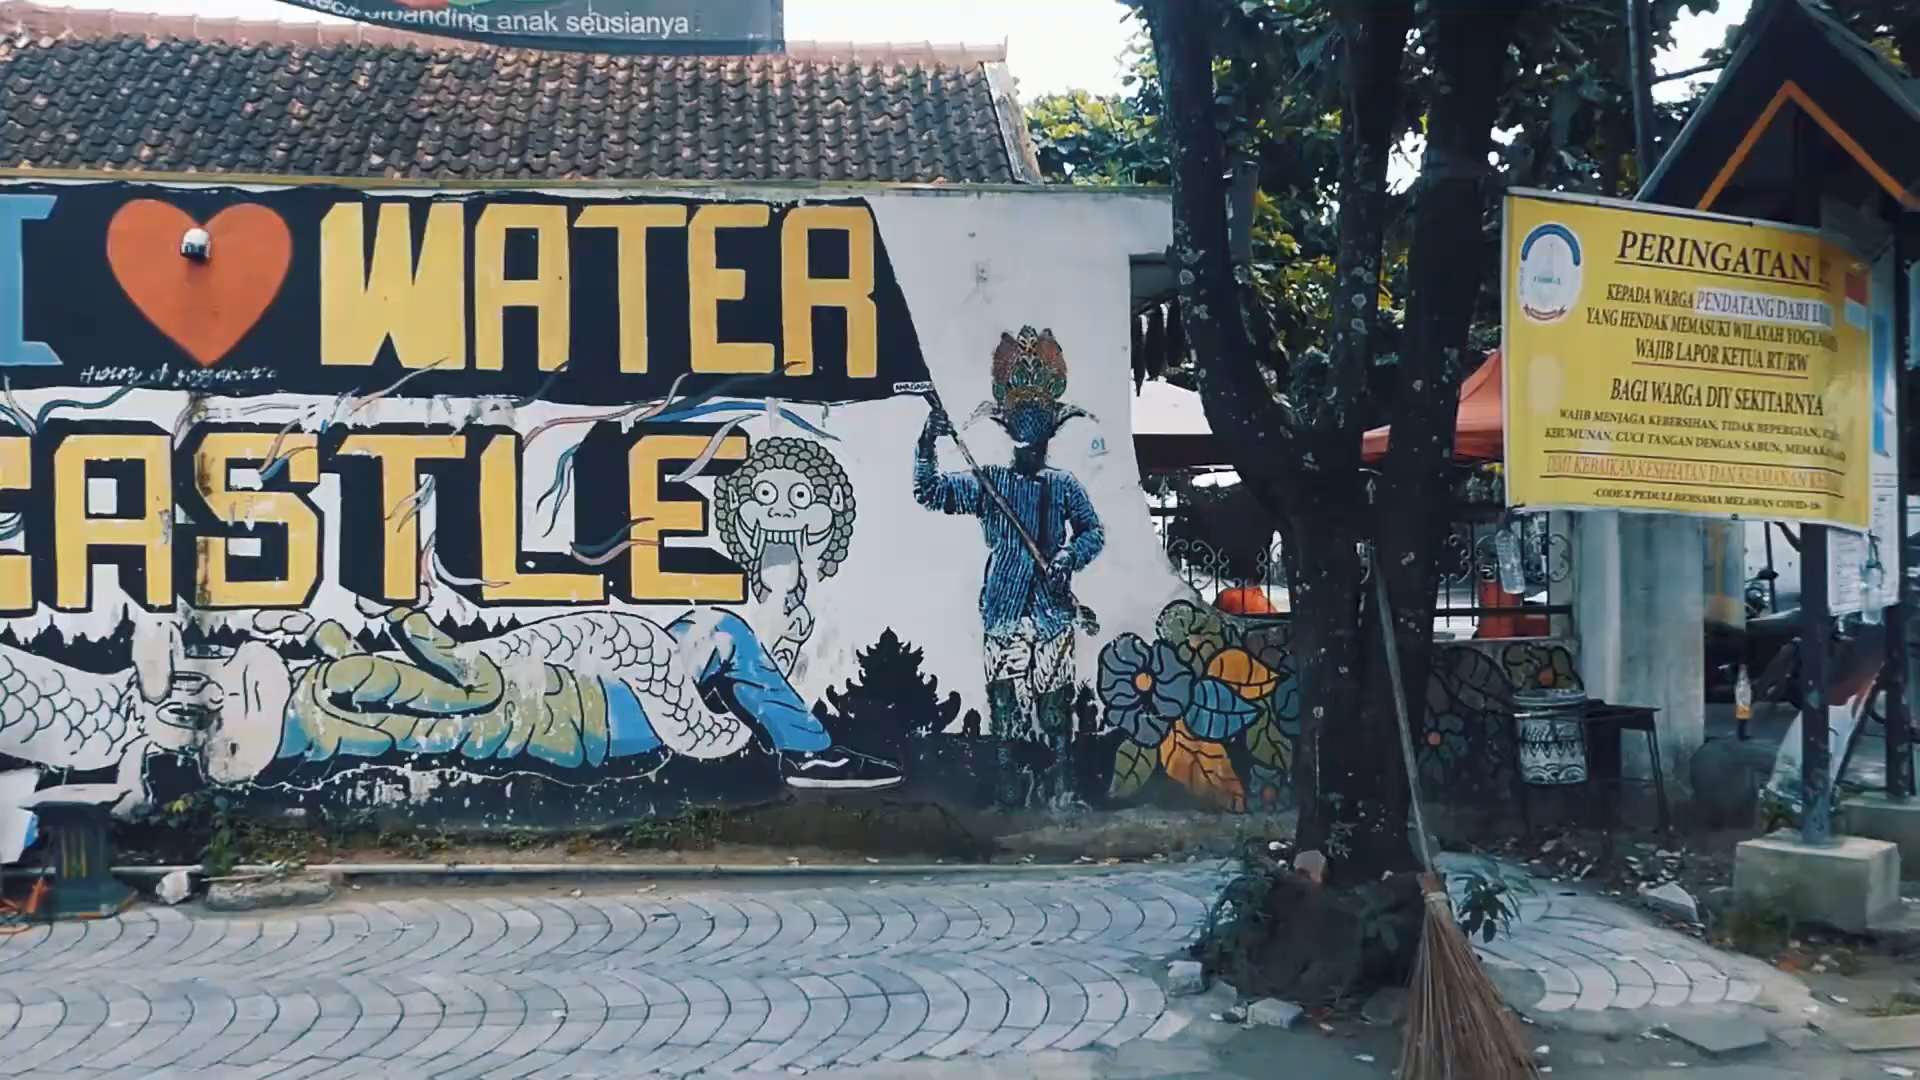 dibanding anak seusianya
I WATER
CASTLE
History of yogyakarta
PERINGATAN
KEPADA WARGA PENDATANG DARI LUAR
YANG HENDAK MEMASUKI WILAYAH
WAJIB LAPOR KETUA RT/RW
BAGI WARGA DIY SEKITARNYA
WAJIB MENJAGA KEBERSIHAN, TIDAK BEPERGIAN,
KERUMUNAN, CUCI TANGAN DENGAN SABUN,
DEMI KEBAIKAN KESEHATAN DAN KEAMANAN
-CODE-X PEDULI BERSAMA MELAWAN COVID-19-